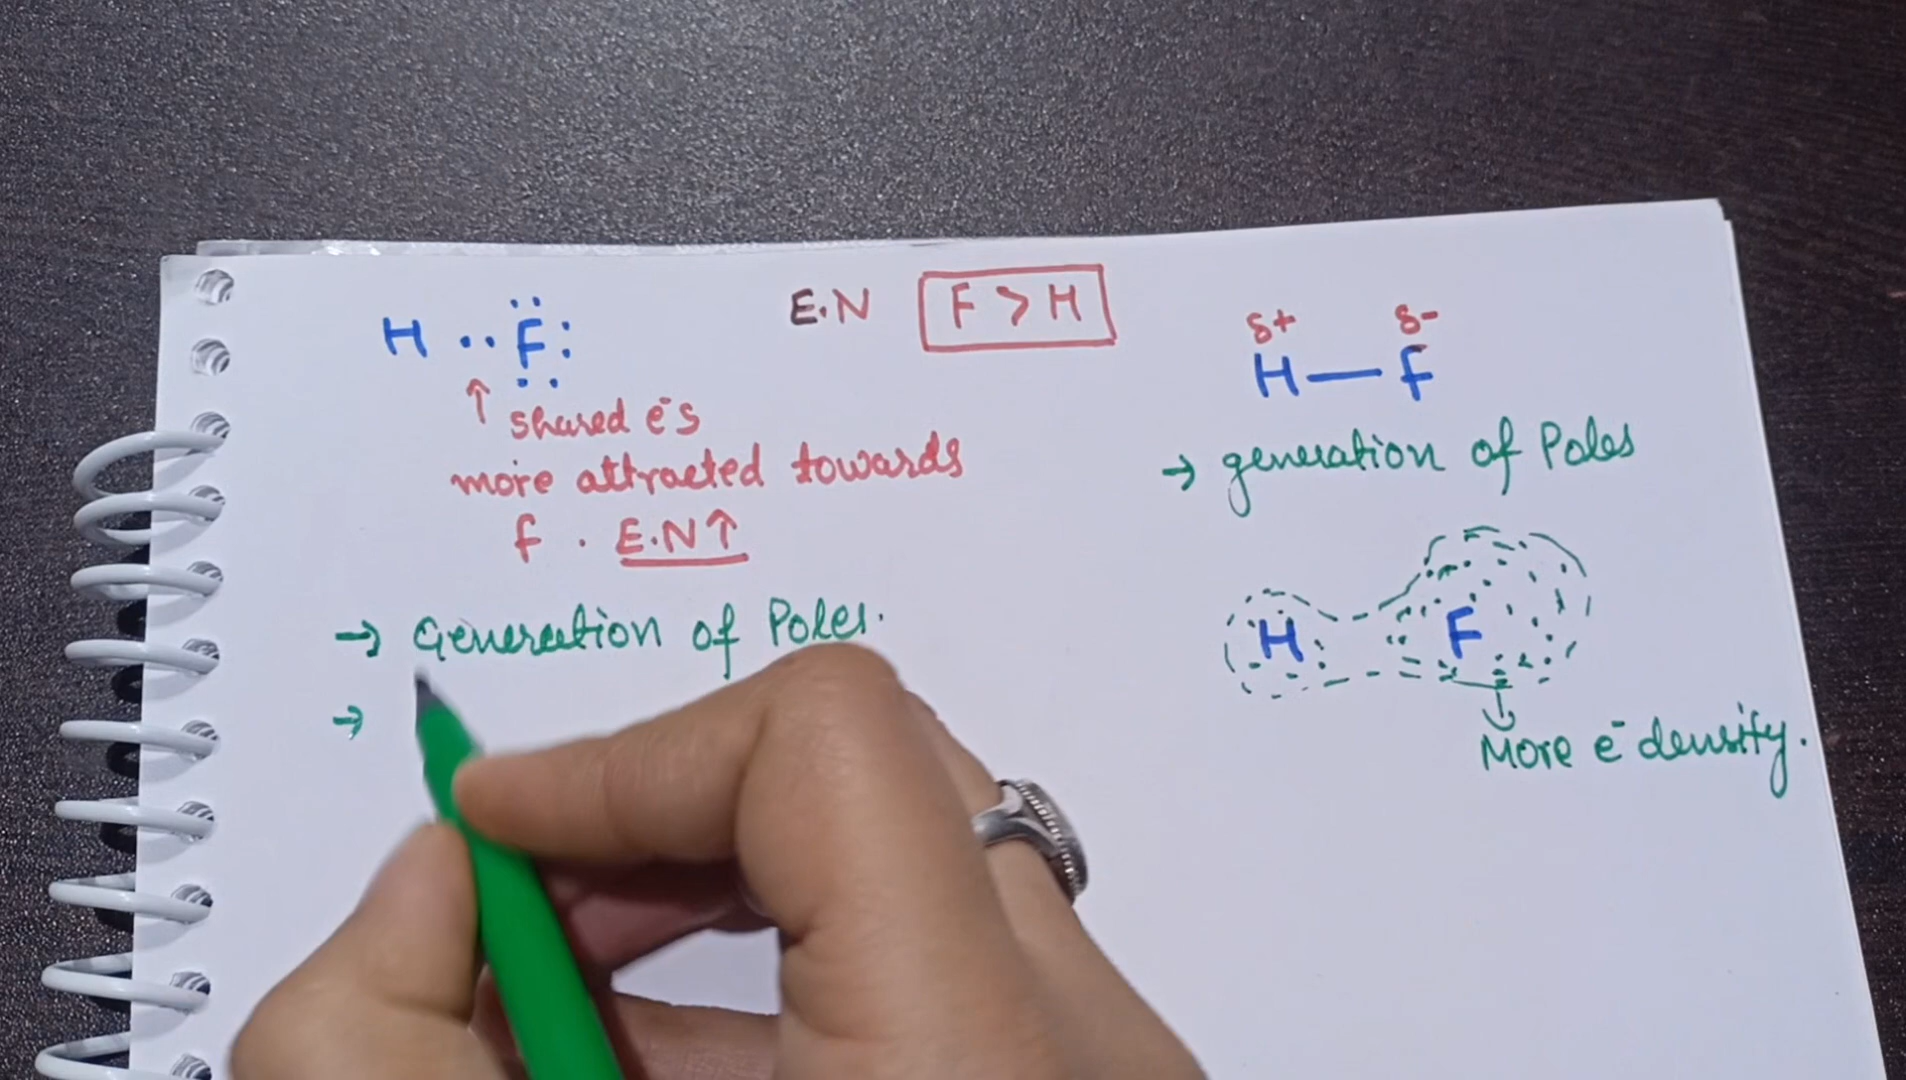 H ·· F:
↑ shared e⁻s
more attracted towards
F . E.N↑
→ Generation of Poles.
→
E.N F > H
δ+ δ-
H — F
→ generation of Poles
H F
↓
More e⁻ density.